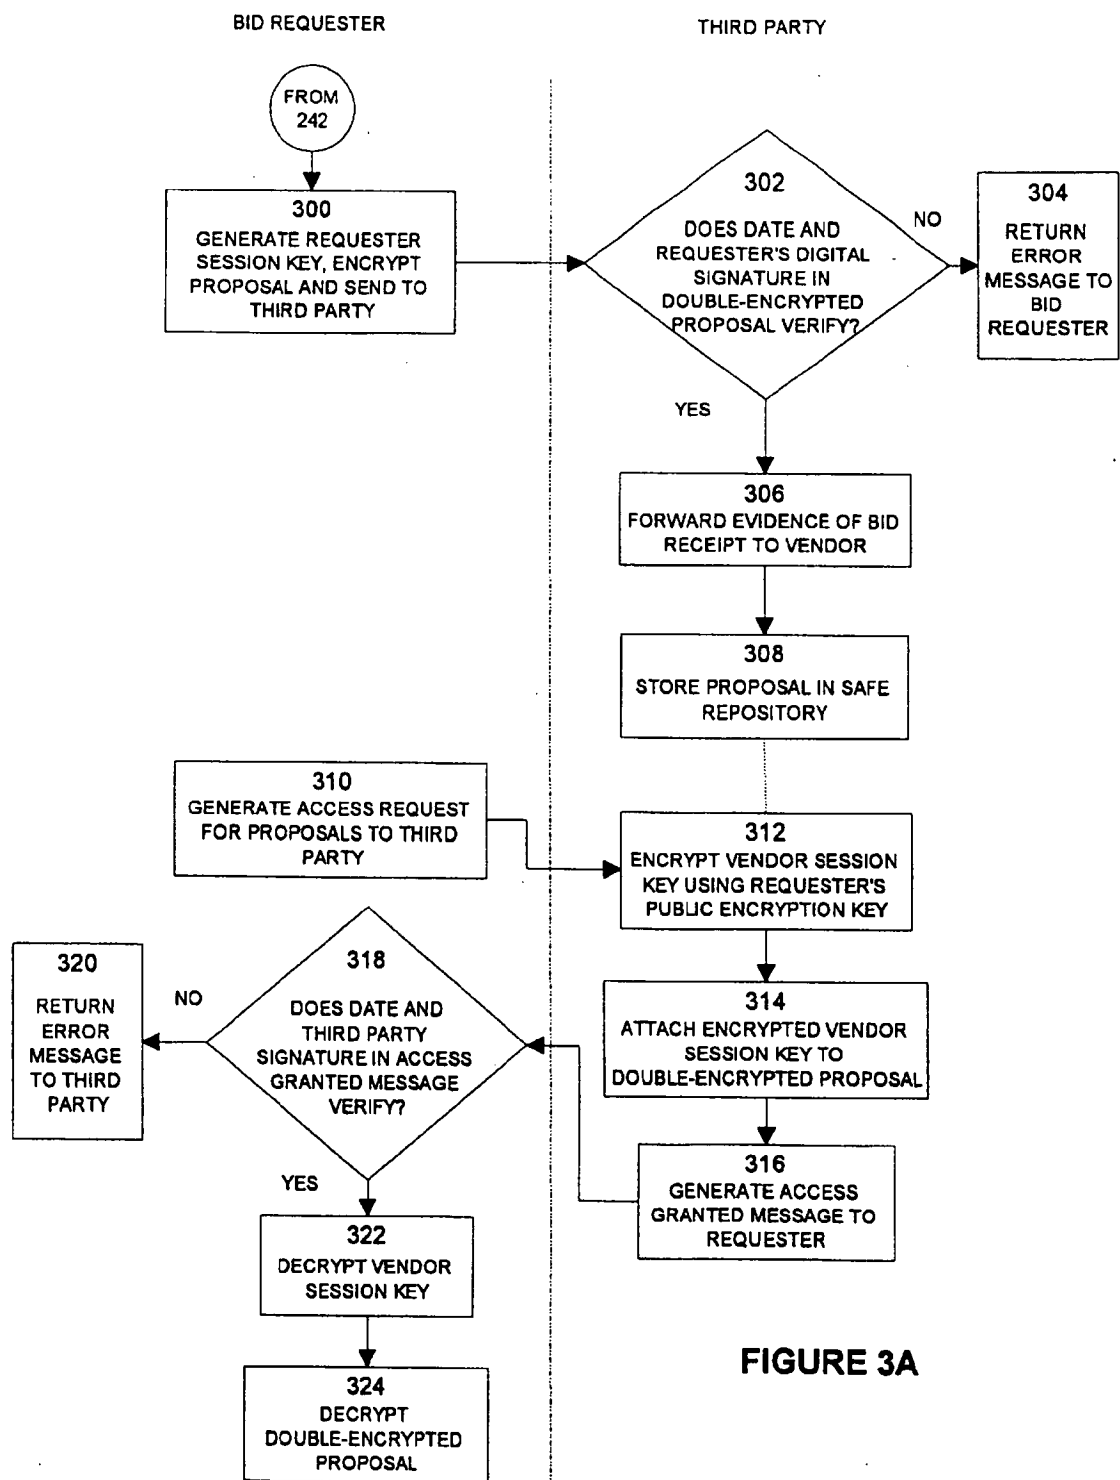 BID REQUESTER
THIRD PARTY
FROM
242
300
GENERATE REQUESTER
SESSION KEY, ENCRYPT
PROPOSAL AND SEND TO
THIRD PARTY
302
DOES DATE AND
REQUESTER'S DIGITAL
SIGNATURE IN
DOUBLE-ENCRYPTED
PROPOSAL VERIFY?
NO
304
RETURN
ERROR
MESSAGE TO
BID
REQUESTER
YES
306
FORWARD EVIDENCE OF BID
RECEIPT TO VENDOR
308
STORE PROPOSAL IN SAFE
REPOSITORY
310
GENERATE ACCESS REQUEST
FOR PROPOSALS TO THIRD
PARTY
312
ENCRYPT VENDOR SESSION
KEY USING REQUESTER'S
PUBLIC ENCRYPTION KEY
314
ATTACH ENCRYPTED VENDOR
SESSION KEY TO
DOUBLE-ENCRYPTED PROPOSAL
316
GENERATE ACCESS
GRANTED MESSAGE TO
REQUESTER
318
DOES DATE AND
THIRD PARTY
SIGNATURE IN ACCESS
GRANTED MESSAGE
VERIFY?
NO
320
RETURN
ERROR
MESSAGE
TO THIRD
PARTY
YES
322
DECRYPT VENDOR
SESSION KEY
324
DECRYPT
DOUBLE-ENCRYPTED
PROPOSAL
FIGURE 3A